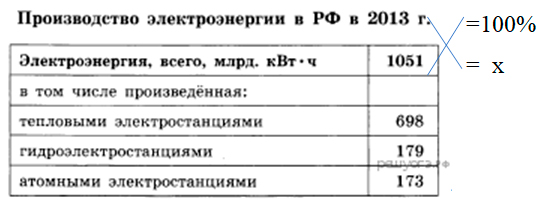 Производство электроэнергии в РФ в 2013 г. =100%
Электроэнергия, всего, млрд. кВт·ч 1051 = x
в том числе произведённая:
тепловыми электростанциями 698
гидроэлектростанциями 179
решуогэ.рф
атомными электростанциями 173